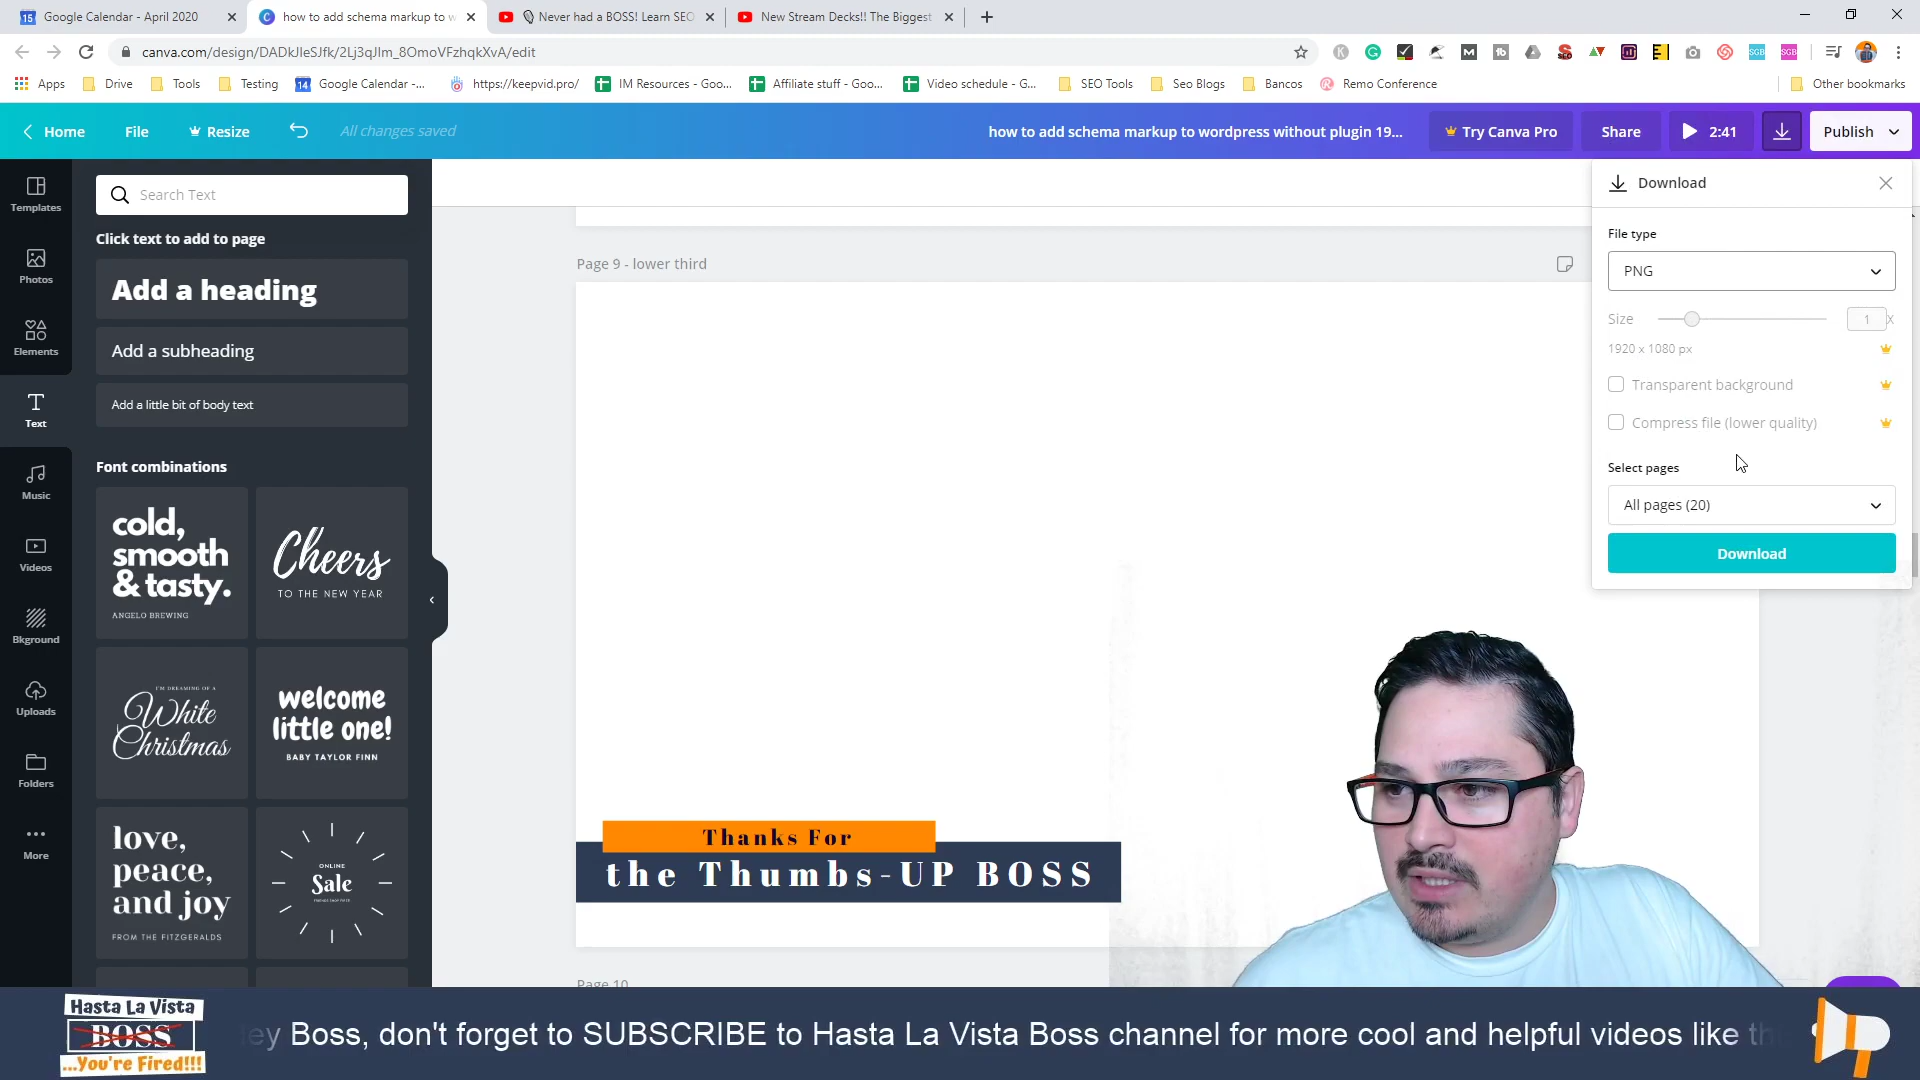 Google Calendar - April 2020
how to add schema markup to w
Never had a BOSS! Learn SEO
New Stream Decks!! The Biggest
canva.com/design/DADkJIeSJfk/2Lj3qJIm_8OmoVFzhqkXvA/edit
Apps
Drive
Tools
Testing
Google Calendar -...
https://keepvid.pro/
IM Resources - Goo...
Affiliate stuff - Goo...
Video schedule - G...
SEO Tools
Seo Blogs
Bancos
Remo Conference
Other bookmarks
Home
File
Resize
All changes saved
how to add schema markup to wordpress without plugin 19...
Try Canva Pro
Share
2:41
Publish
Templates
Photos
Elements
Text
Music
Videos
Bkground
Uploads
Folders
More
Search Text
Click text to add to page
Add a heading
Add a subheading
Add a little bit of body text
Font combinations
cold,
smooth
& tasty.
ANGELO BREWING
Cheers
TO THE NEW YEAR
I'M DREAMING OF A
White
Christmas
welcome
little one!
BABY TAYLOR FINN
love,
peace,
and joy
FROM THE FITZGERALDS
ONLINE
Sale
Page 9 - lower third
Thanks For
the Thumbs-UP BOSS
Page 10
Download
File type
PNG
Size
1
X
1920 x 1080 px
Transparent background
Compress file (lower quality)
Select pages
All pages (20)
Download
Hasta La Vista
BOSS
...You're Fired!!!
ey Boss, don't forget to SUBSCRIBE to Hasta La Vista Boss channel for more cool and helpful videos like